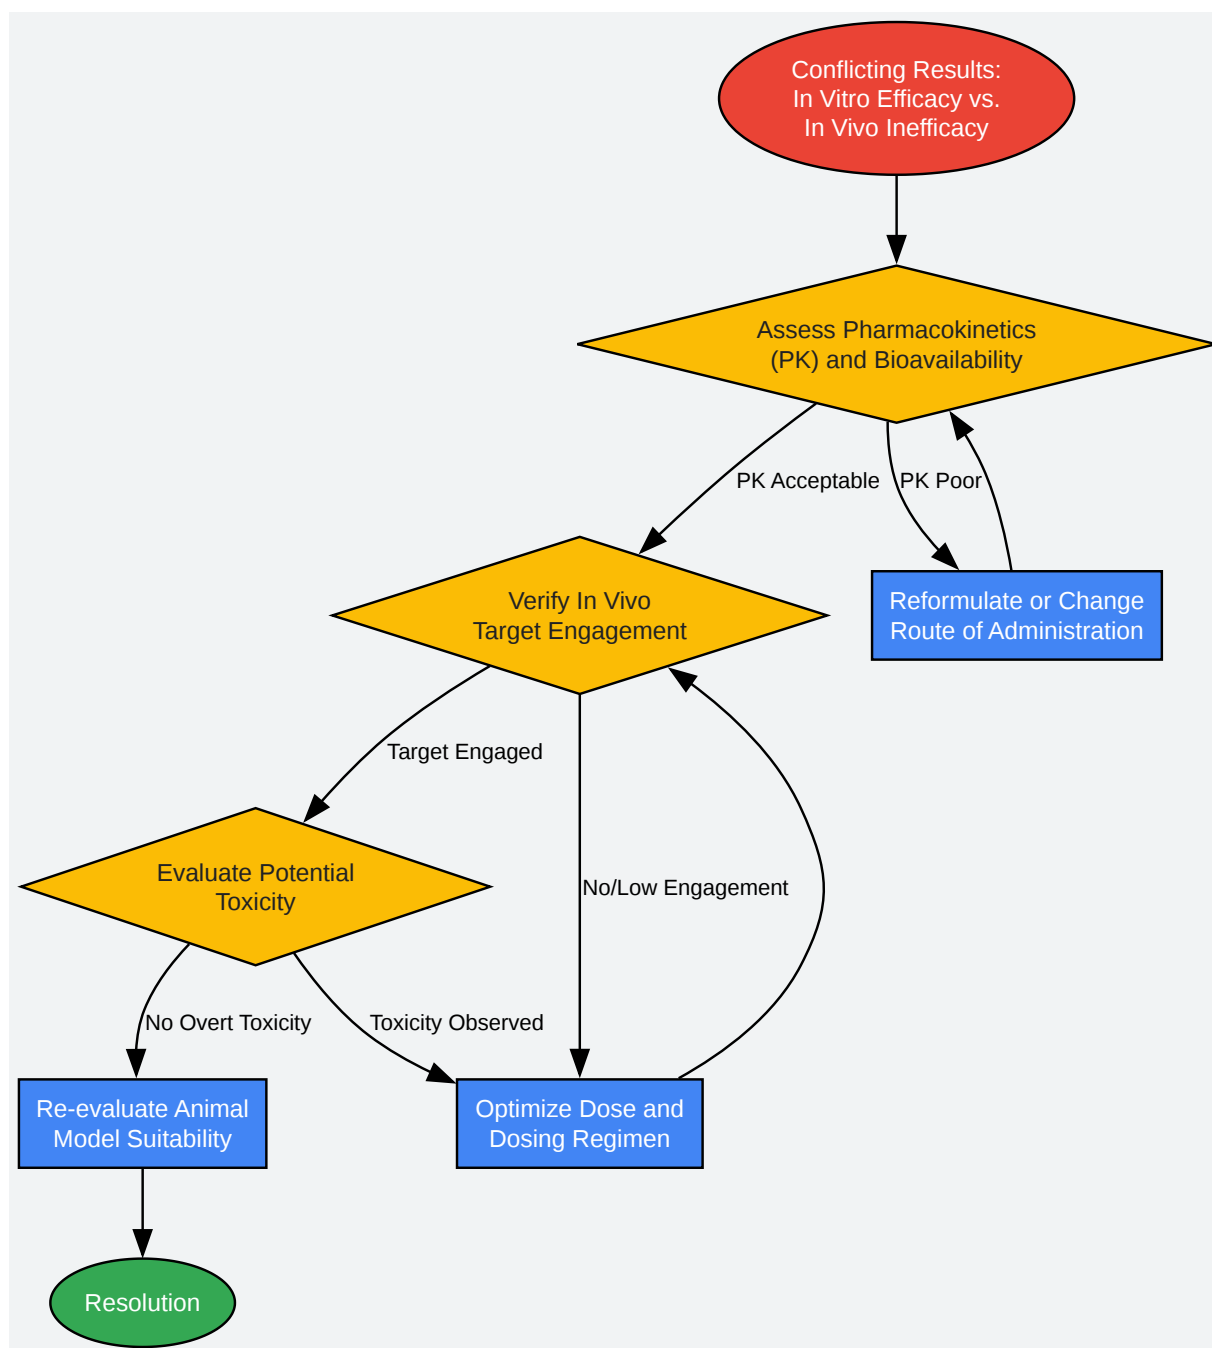 Conflicting Results:
In Vitro Efficacy vs.
In Vivo Inefficacy
Assess Pharmacokinetics
(PK) and Bioavailability
PK Acceptable
PK Poor
Verify In Vivo
Target Engagement
Reformulate or Change
Route of Administration
Target Engaged
Evaluate Potential
Toxicity
No/Low Engagement
No Overt Toxicity
Toxicity Observed
Re-evaluate Animal
Model Suitability
Optimize Dose and
Dosing Regimen
Resolution